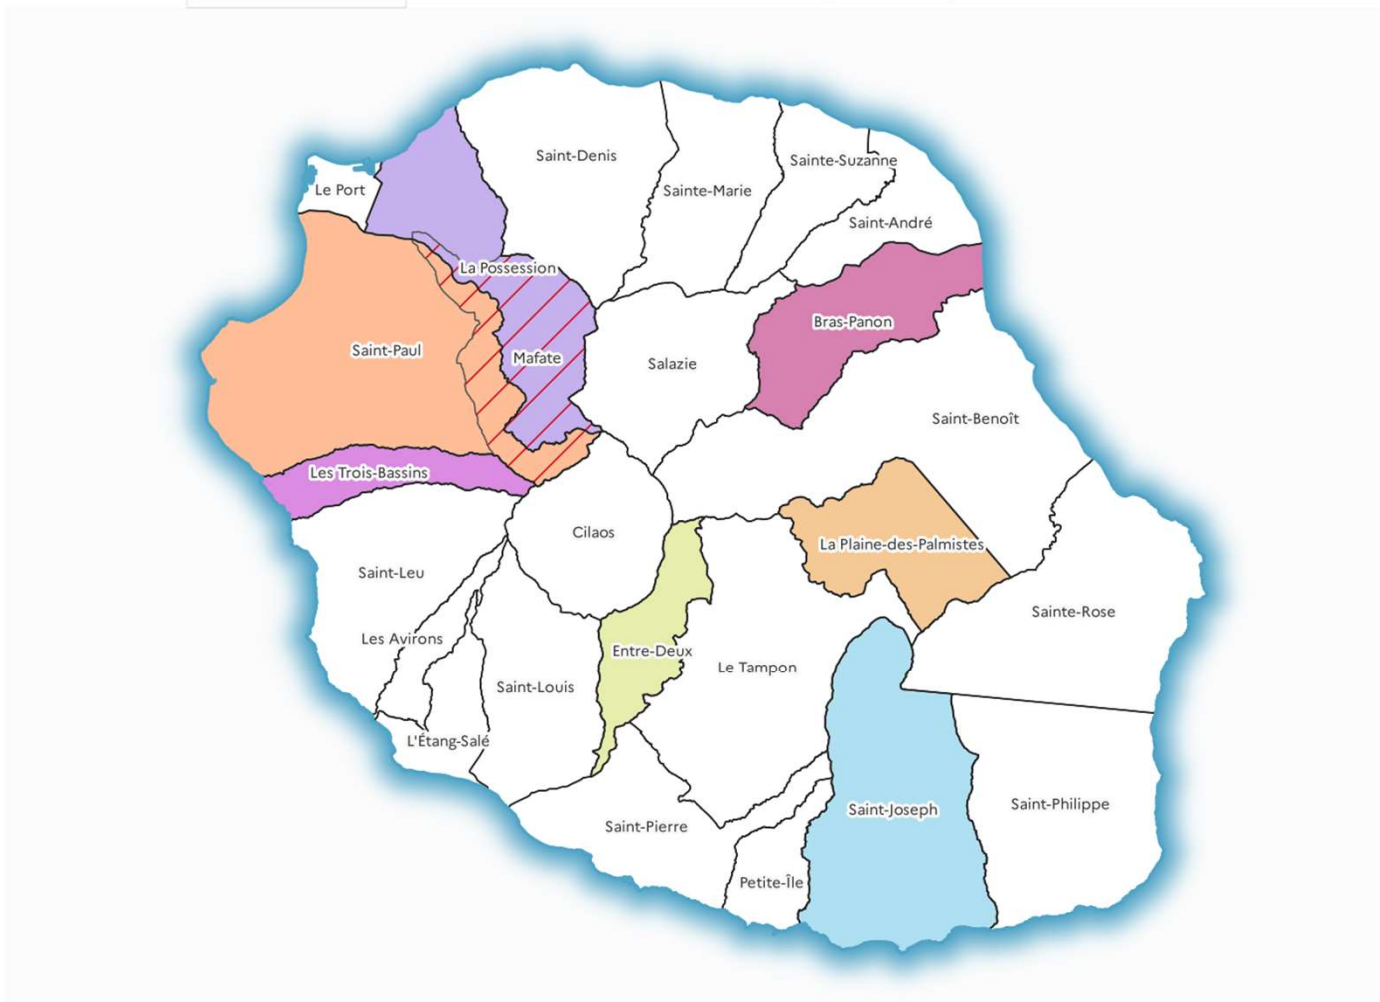 Saint-Denis
Sainte-Suzanne
Le Port
Sainte-Marie
Saint-André
La Possession
Bras-Panon
Saint-Paul
Mafate
Salazie
Saint-Benoît
Les Trois-Bassins
Cilaos
La Plaine-des-Palmistes
Saint-Leu
Sainte-Rose
Les Avirons
Entre-Deux
Le Tampon
Saint-Louis
L'Étang-Salé
Saint-Philippe
Saint-Joseph
Saint-Pierre
Petite-Île